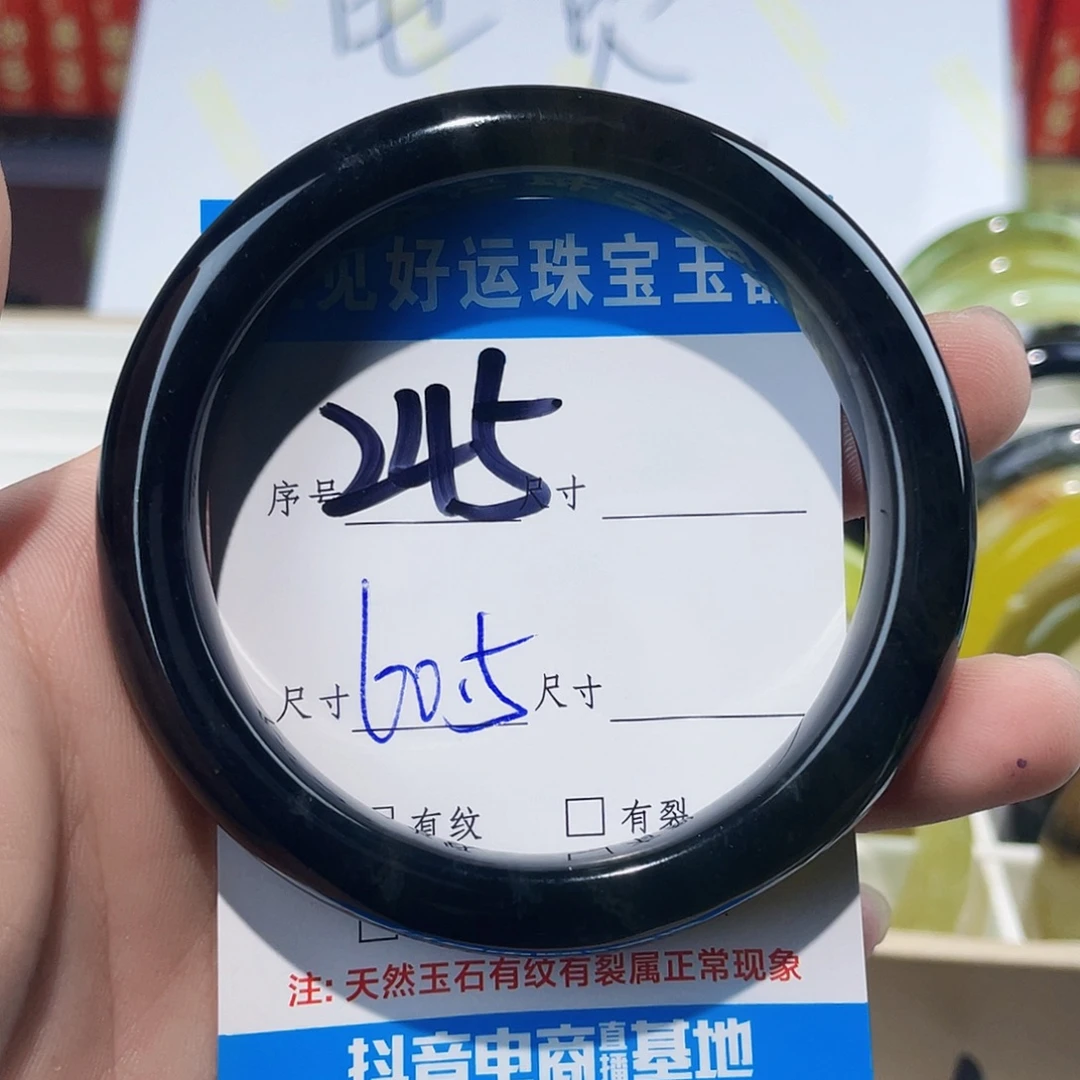 见好运珠宝玉器
序号 245 尺寸
尺寸 60.5 尺寸
有纹 有裂
注: 天然玉石有纹有裂属正常现象
抖音电商直播基地